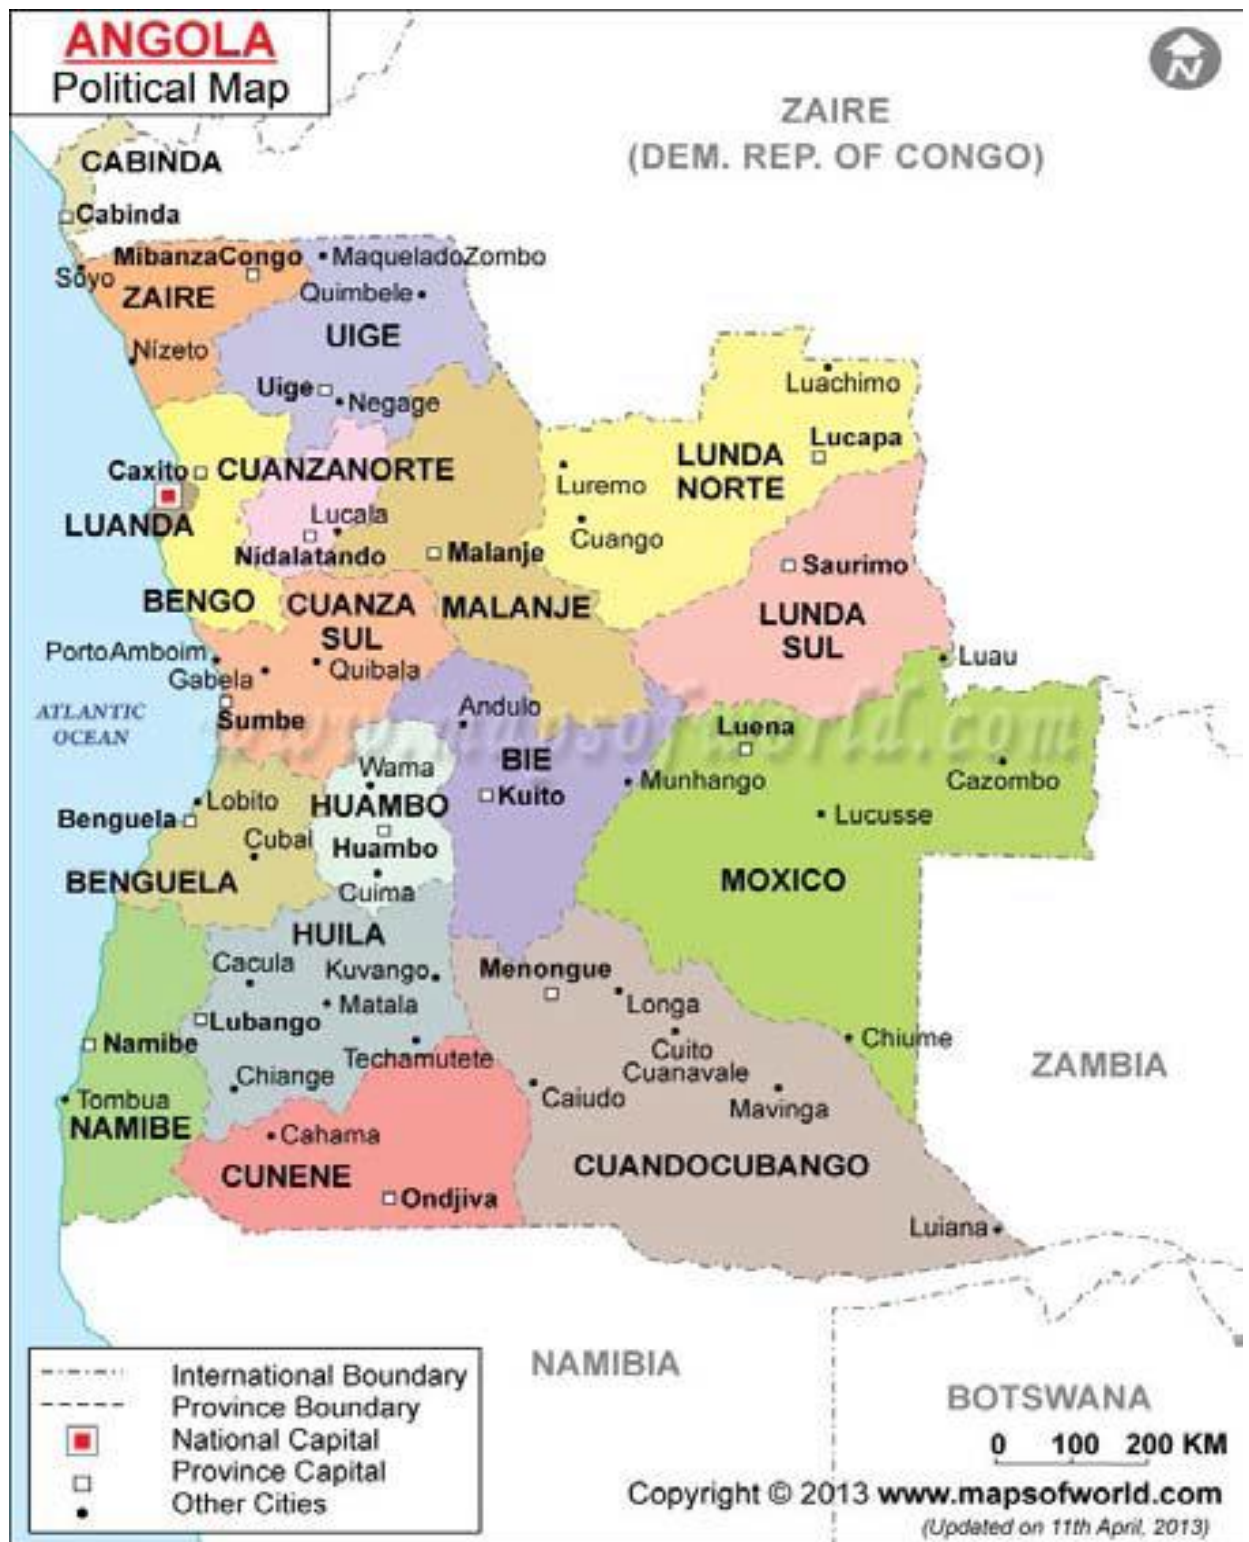 ANGOLA
Political Map
N
ZAIRE
(DEM. REP. OF CONGO)
CABINDA
Cabinda
MibanzaCongo
MaqueladoZombo
Soyo
ZAIRE
Quimbele
UIGE
Nizeto
Luachimo
Uige
Negage
Lucapa
Caxito
CUANZANORTE
LUNDA
NORTE
Luremo
LUANDA
Lucala
Cuango
Nidalatando
Malanje
Saurimo
BENGO
CUANZA
SUL
MALANJE
LUNDA
SUL
PortoAmboim
Gabela
Quibala
Luau
ATLANTIC
OCEAN
Sumbe
Andulo
Luena
www.mapsofworld.com
Wama
BIE
Munhango
Cazombo
Lobito
HUAMBO
Kuito
Benguela
Lucusse
Cubai
Huambo
BENGUELA
Cuima
MOXICO
HUILA
Cacula
Kuvango
Menongue
Lubango
Matala
Longa
Namibe
Techamutete
Cuito
Cuanavale
Chiume
ZAMBIA
Chiange
Caiudo
Mavinga
Tombua
NAMIBE
Cahama
CUNENE
CUANDOCUBANGO
Ondjiva
Luiana
NAMIBIA
BOTSWANA
International Boundary
Province Boundary
National Capital
Province Capital
Other Cities
0 100 200 KM
Copyright © 2013 www.mapsofworld.com
(Updated on 11th April, 2013)